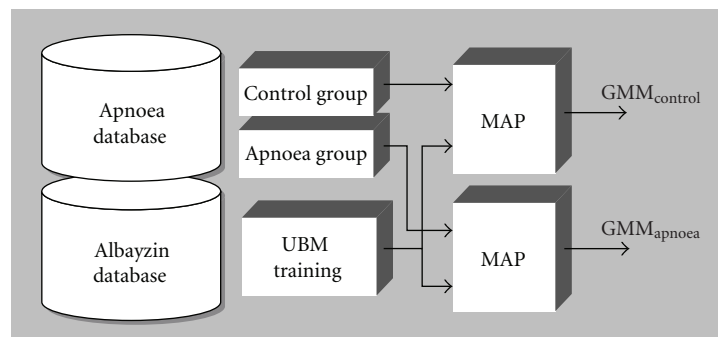 Apnoea
database
Albayzin
database
Control group
Apnoea group
UBM
training
MAP
MAP
GMMcontrol
GMMapnoea